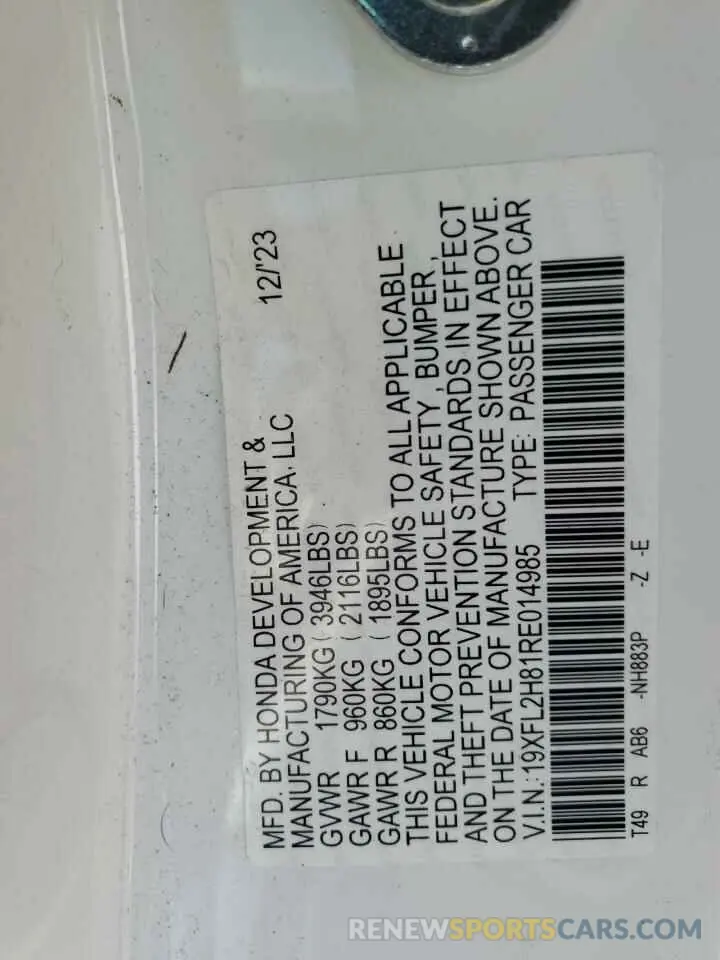 MFD. BY HONDA DEVELOPMENT & 12/'23
MANUFACTURING OF AMERICA. LLC
GVWR 1790KG (3946LBS)
GAWR F 960KG (2116LBS)
GAWR R 860KG (1895LBS)
THIS VEHICLE CONFORMS TO ALL APPLICABLE
FEDERAL MOTOR VEHICLE SAFETY, BUMPER,
AND THEFT PREVENTION STANDARDS IN EFFECT
ON THE DATE OF MANUFACTURE SHOWN ABOVE.
V.I.N.:19XFL2H81RE014985 TYPE: PASSENGER CAR
T49 R AB6 -NH883P -Z -E
RENEWSPORTSCARS.COM